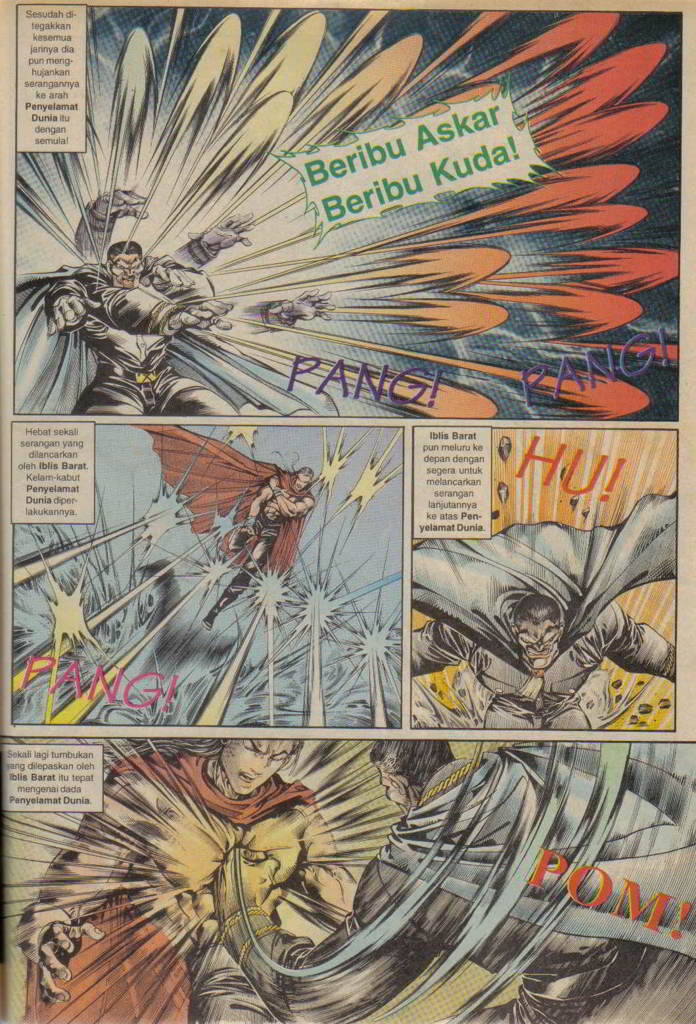 Sesudah di-
tegakkan
kesemua
jarinya dia
pun meng-
hujankan
serangannya
ke arah
Penyelamat
Dunia itu
dengan
semula!
Beribu Askar
Beribu Kuda!
PANG!
PANG!
Hebat sekali
serangan yang
dilancarkan
oleh Iblis Barat.
Kelam-kabut
Penyelamat
Dunia diper-
lakukannya.
PANG!
Iblis Barat
pun meluru ke
depan dengan
segera untuk
melancarkan
serangan
lanjutannya
ke atas Pen-
yelamat Dunia.
HU!
Sekali lagi tumbukan
yang dilepaskan oleh
Iblis Barat itu tepat
mengenai dada
Penyelamat Dunia.
POM!